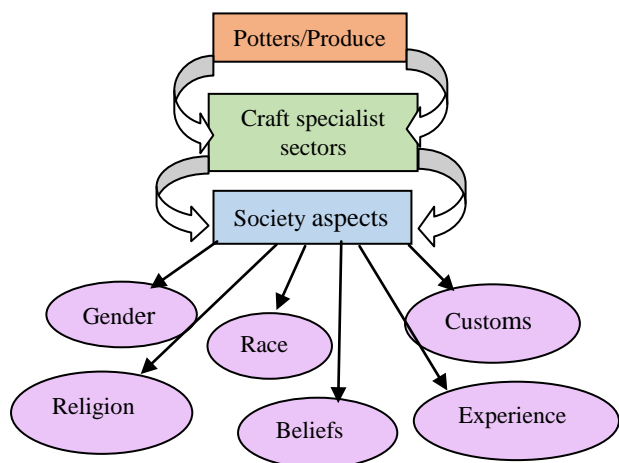 Potters/Produce
Craft specialist
sectors
Society aspects
Gender
Customs
Race
Religion
Experience
Beliefs